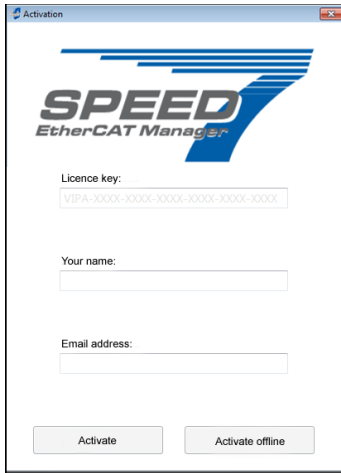 Activation
SPEED7
EtherCAT Manager
Licence key:
VIPA-XXXX-XXXX-XXXX-XXXX-XXXX-XXXX
Your name:
Email address:
Activate
Activate offline